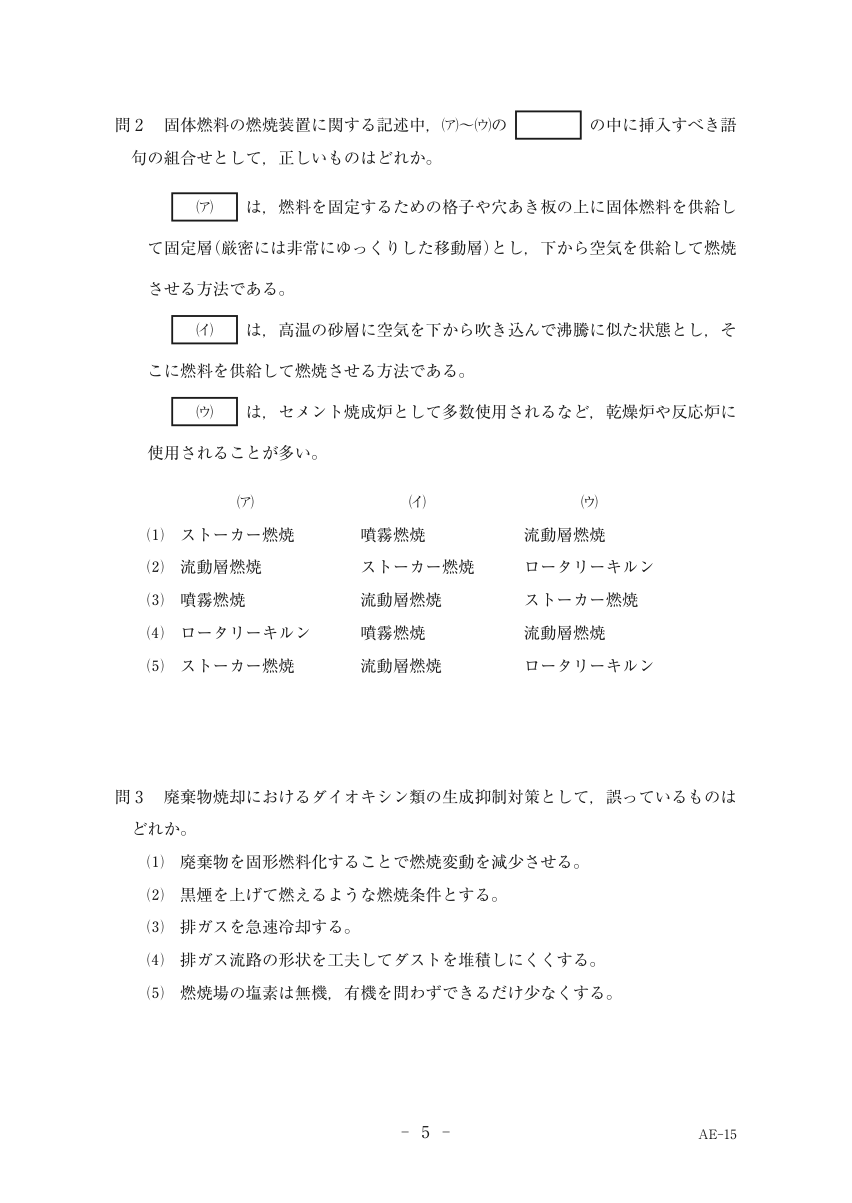 問2 固体燃料の燃焼装置に関する記述中，㋐～㋒の の中に挿入すべき語
句の組合せとして，正しいものはどれか。
(ア) は，燃料を固定するための格子や穴あき板の上に固体燃料を供給し
て固定層(厳密には非常にゆっくりした移動層)とし，下から空気を供給して燃焼
させる方法である。
(イ) は，高温の砂層に空気を下から吹き込んで沸騰に似た状態とし，そ
こに燃料を供給して燃焼させる方法である。
(ウ) は，セメント焼成炉として多数使用されるなど，乾燥炉や反応炉に
使用されることが多い。
(ア) (イ) (ウ)
(1) ストーカー燃焼 噴霧燃焼 流動層燃焼
(2) 流動層燃焼 ストーカー燃焼 ロータリーキルン
(3) 噴霧燃焼 流動層燃焼 ストーカー燃焼
(4) ロータリーキルン 噴霧燃焼 流動層燃焼
(5) ストーカー燃焼 流動層燃焼 ロータリーキルン
問3 廃棄物焼却におけるダイオキシン類の生成抑制対策として，誤っているものは
どれか。
(1) 廃棄物を固形燃料化することで燃焼変動を減少させる。
(2) 黒煙を上げて燃えるような燃焼条件とする。
(3) 排ガスを急速冷却する。
(4) 排ガス流路の形状を工夫してダストを堆積しにくくする。
(5) 燃焼場の塩素は無機，有機を問わずできるだけ少なくする。
- 5 -
AE-15